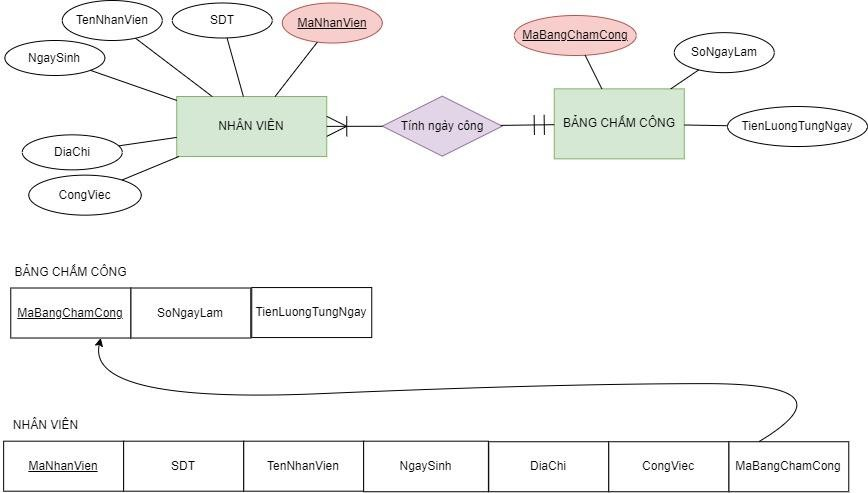 TenNhanVien
SDT
MaNhanVien
NgaySinh
MaBangChamCong
SoNgayLam
NHÂN VIÊN
Tính ngày công
BẢNG CHẤM CÔNG
TienLuongTungNgay
DiaChi
CongViec
BẢNG CHẤM CÔNG
MaBangChamCong SoNgayLam TienLuongTungNgay
NHÂN VIÊN
MaNhanVien SDT TenNhanVien NgaySinh DiaChi CongViec MaBangChamCong